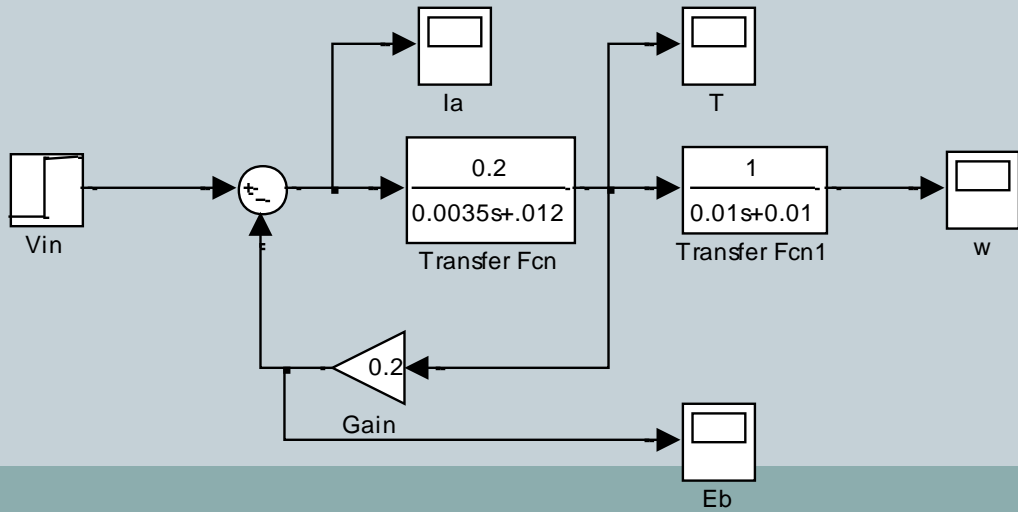 Ia
T
0.2
0.0035s+.012
Transfer Fcn
1
0.01s+0.01
Transfer Fcn1
Vin
w
0.2
Gain
Eb